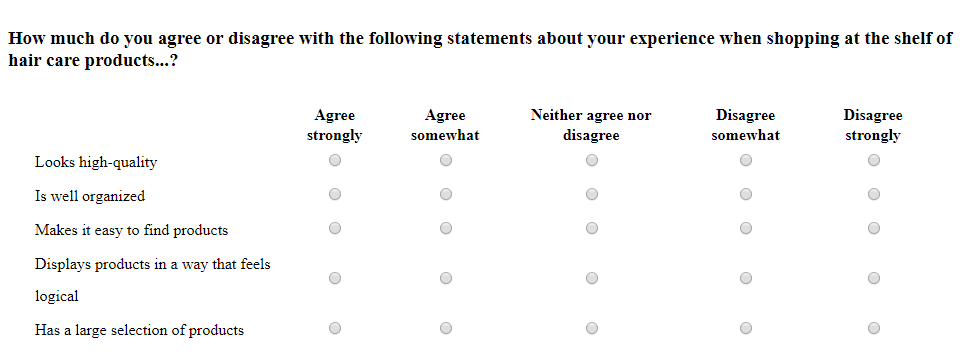 How much do you agree or disagree with the following statements about your experience when shopping at the shelf of
hair care products...?
Agree strongly
Agree somewhat
Neither agree nor disagree
Disagree somewhat
Disagree strongly
Looks high-quality
Is well organized
Makes it easy to find products
Displays products in a way that feels
logical
Has a large selection of products